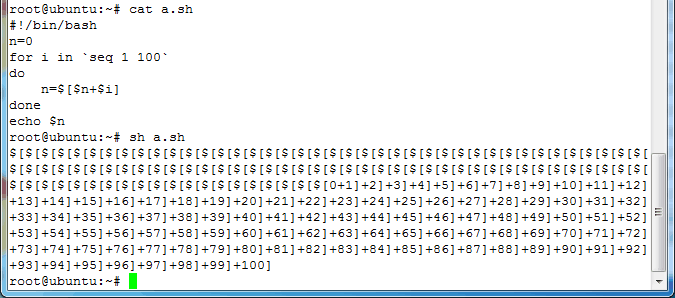 root@ubuntu:~# cat a.sh
#!/bin/bash
n=0
for i in `seq 1 100`
do
    n=$[$n+$i]
done
echo $n
root@ubuntu:~# sh a.sh
$[$[$[$[$[$[$[$[$[$[$[$[$[$[$[$[$[$[$[$[$[$[$[$[$[$[$[$[$[$[$[$[$[$[$[$[$[$[$[$[
$[$[$[$[$[$[$[$[$[$[$[$[$[$[$[$[$[$[$[$[$[$[$[$[$[$[$[$[$[$[$[$[$[$[$[$[$[$[$[$[
$[$[$[$[$[$[$[$[$[$[$[$[$[$[$[$[$[$[$[$[0+1]+2]+3]+4]+5]+6]+7]+8]+9]+10]+11]+12]
+13]+14]+15]+16]+17]+18]+19]+20]+21]+22]+23]+24]+25]+26]+27]+28]+29]+30]+31]+32]
+33]+34]+35]+36]+37]+38]+39]+40]+41]+42]+43]+44]+45]+46]+47]+48]+49]+50]+51]+52]
+53]+54]+55]+56]+57]+58]+59]+60]+61]+62]+63]+64]+65]+66]+67]+68]+69]+70]+71]+72]
+73]+74]+75]+76]+77]+78]+79]+80]+81]+82]+83]+84]+85]+86]+87]+88]+89]+90]+91]+92]
+93]+94]+95]+96]+97]+98]+99]+100]
root@ubuntu:~#